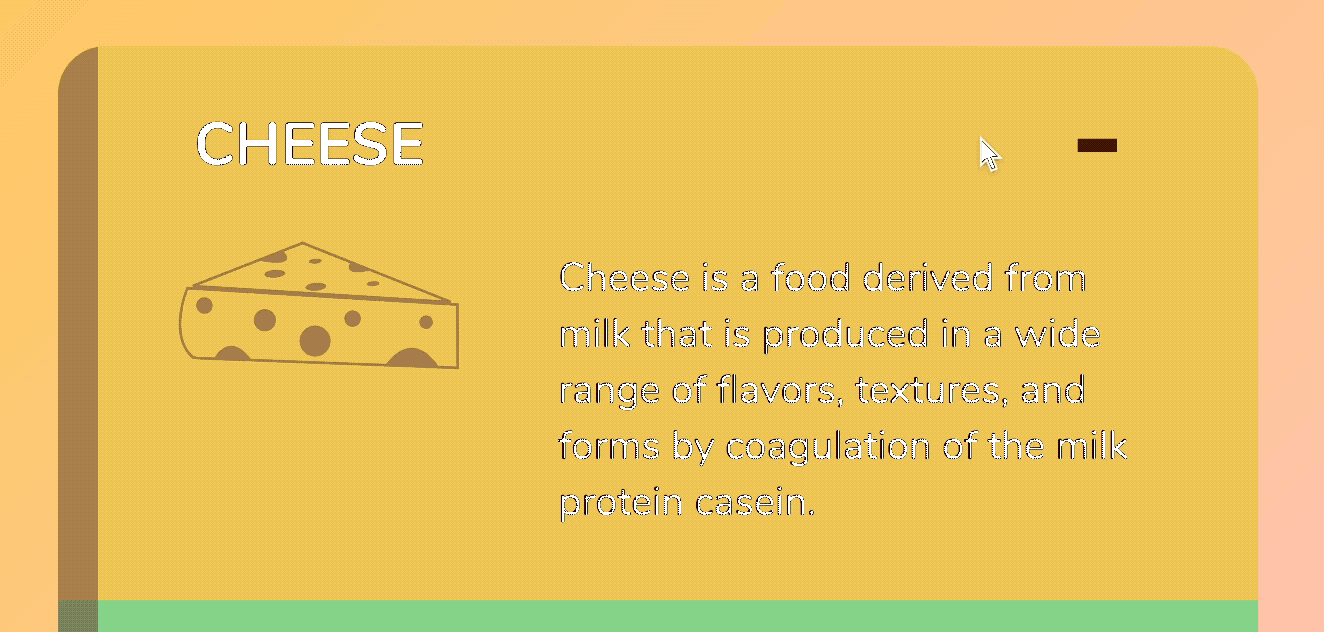 CHEESE
Cheese is a food derived from
milk that is produced in a wide
range of flavors, textures, and
forms by coagulation of the milk
protein casein.